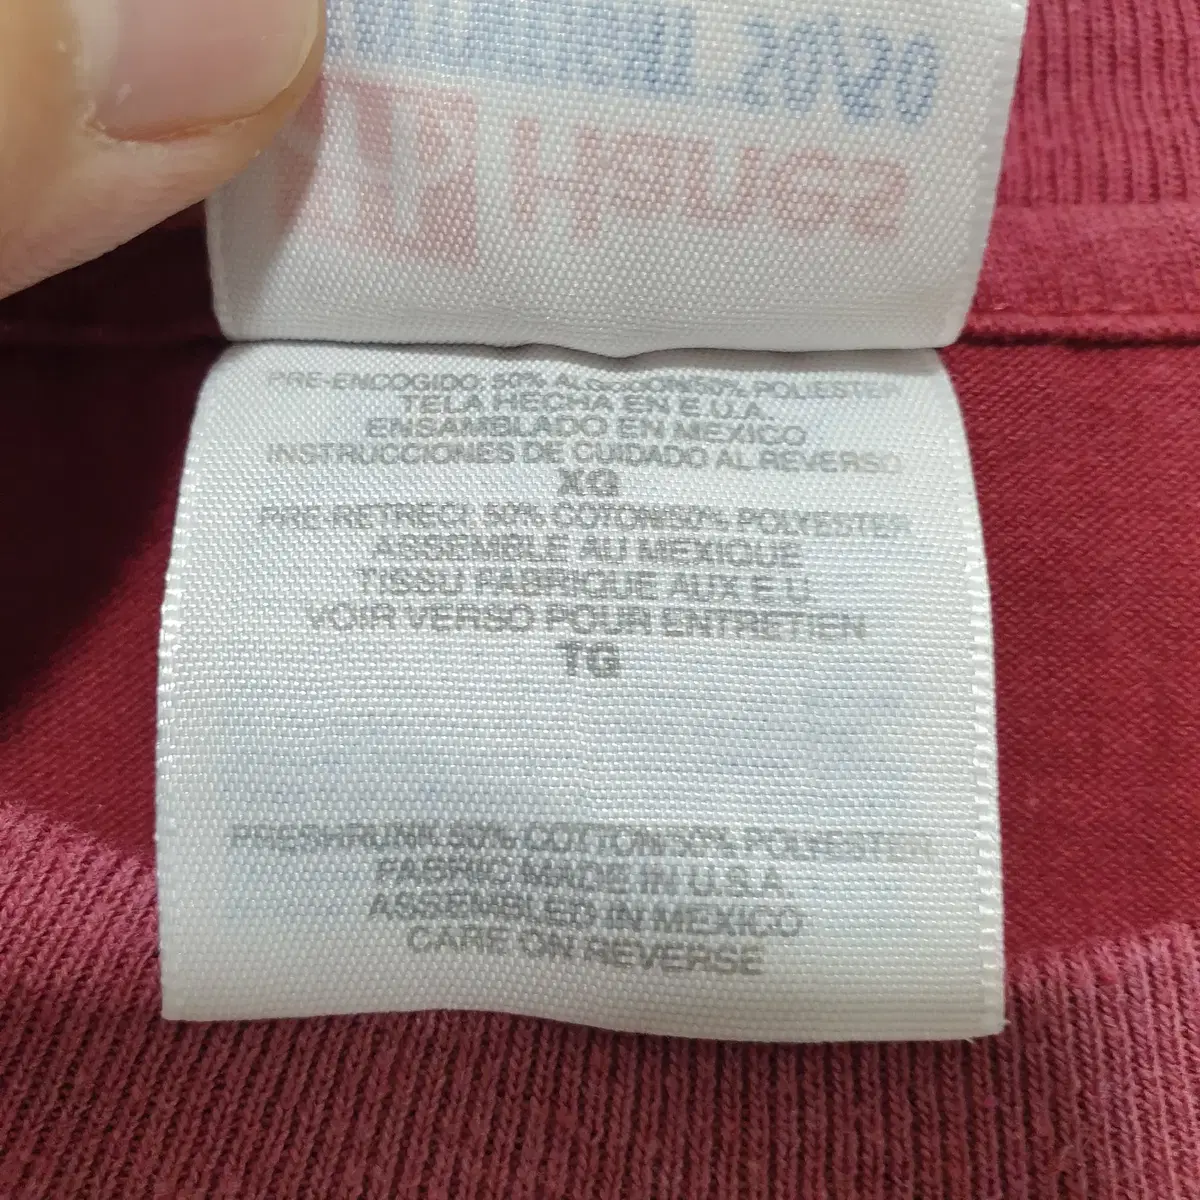 PRE-ENCOGIDO: 50% ALGODON/50% POLIESTER
TELA HECHA EN E.U.A.
ENSAMBLADO EN MEXICO
INSTRUCCIONES DE CUIDADO AL REVERSO
XG
PRE-RETRECI: 50% COTON/50% POLYESTER
ASSEMBLE AU MEXIQUE
TISSU FABRIQUE AUX E.U.
VOIR VERSO POUR ENTRETIEN
TG
PRESHRUNK 50% COTTON/50% POLYESTER
FABRIC MADE IN U.S.A.
ASSEMBLED IN MEXICO
CARE ON REVERSE